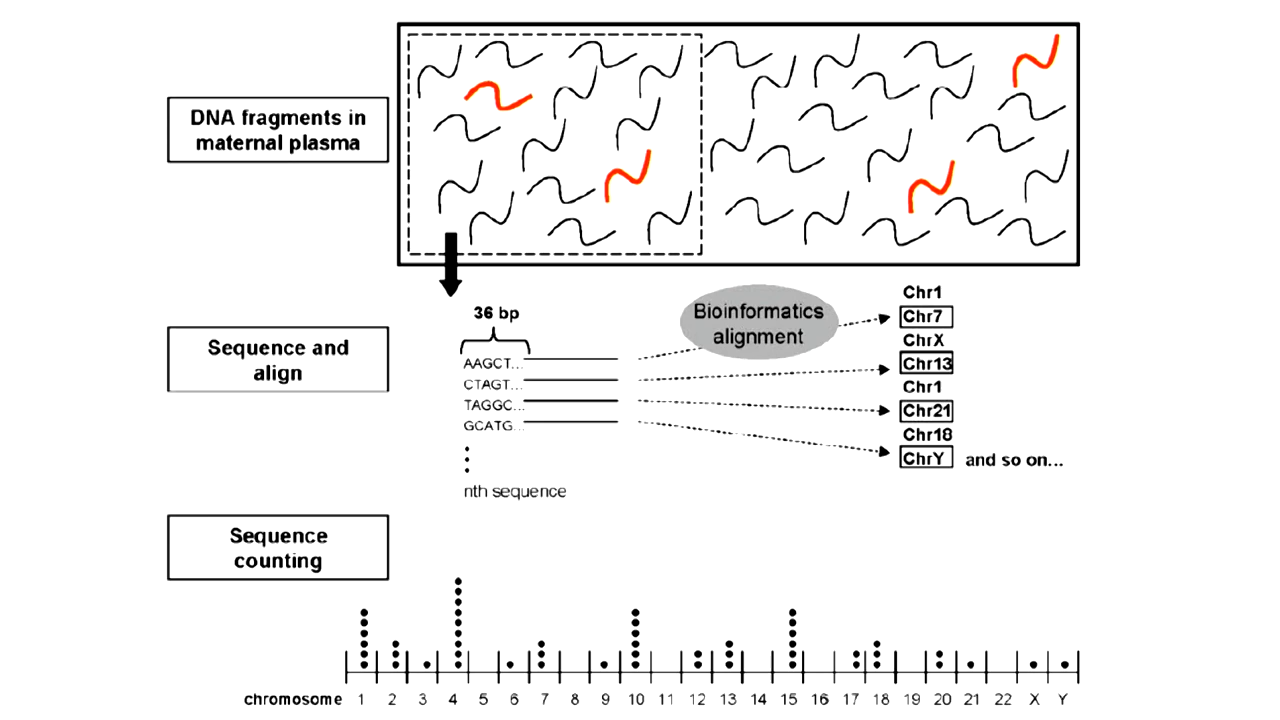 DNA fragments in
maternal plasma
Sequence and
align
36 bp
AAGCT...
CTAGT...
TAGGC...
GCATG...
nth sequence
Bioinformatics
alignment
Chr1
Chr7
ChrX
Chr13
Chr1
Chr21
Chr18
ChrY and so on...
Sequence
counting
chromosome 1 2 3 4 5 6 7 8 9 10 11 12 13 14 15 16 17 18 19 20 21 22 X Y